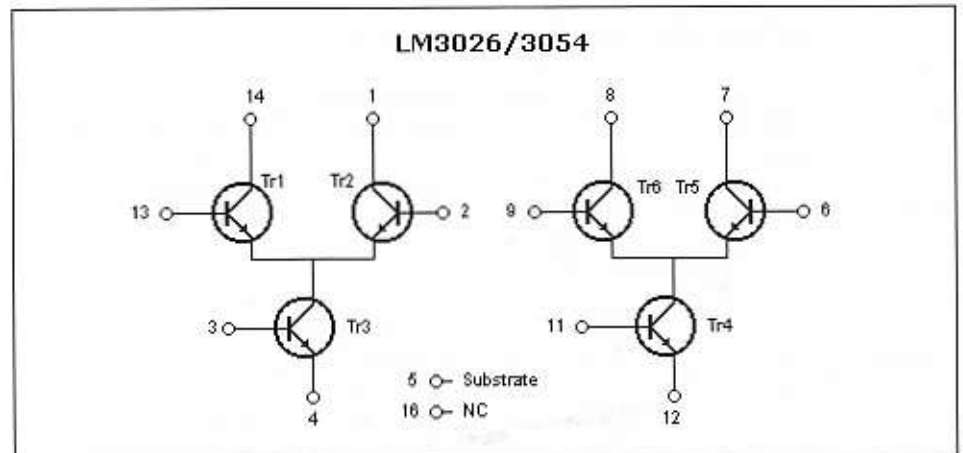 LM3026/3054
14 1 8 7
Tr1 Tr2 Tr6 Tr5
13 2 9 6
3 Tr3 11 Tr4
5 Substrate
16 NC
4 12